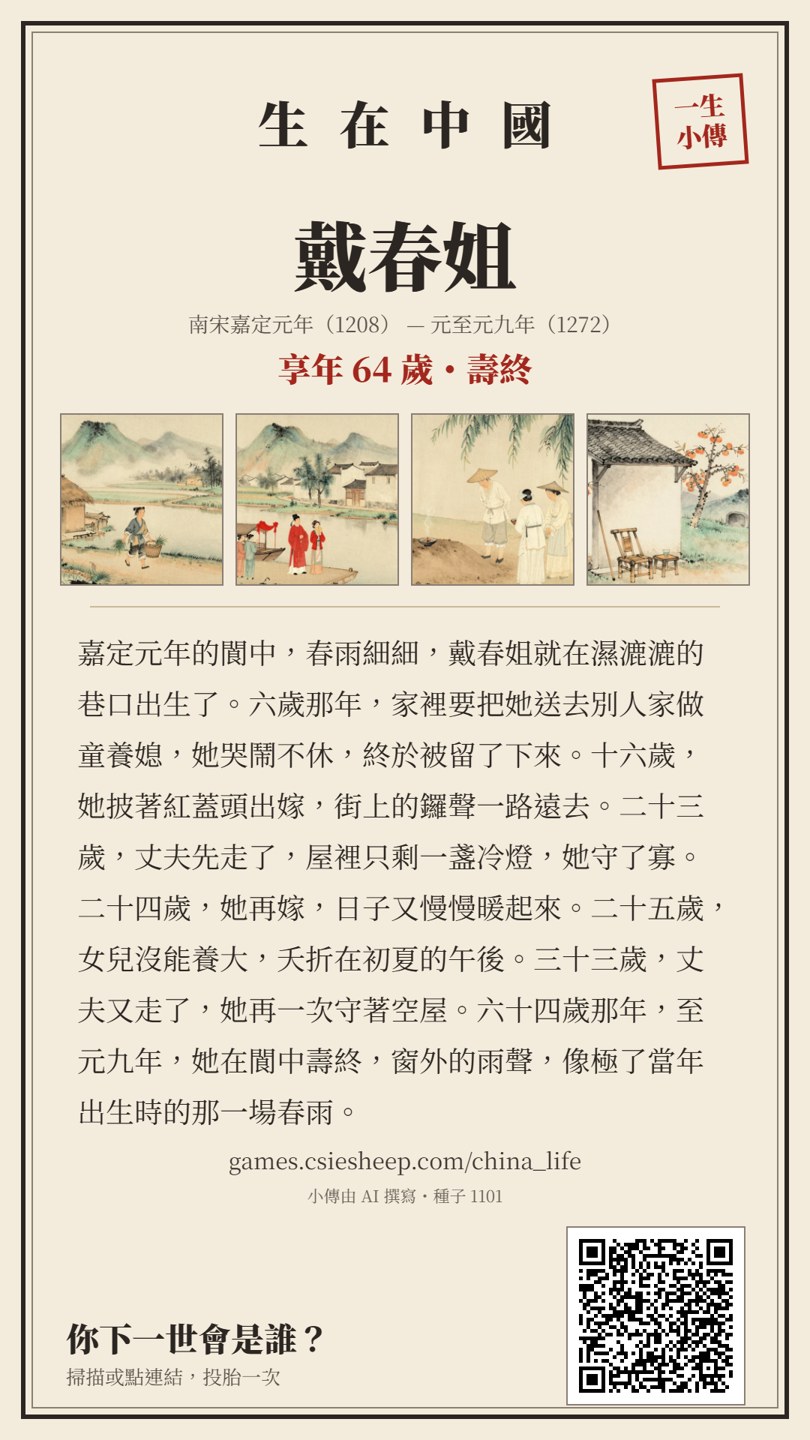 生在中國
一生
小傳
戴春姐
南宋嘉定元年（1208） — 元至元九年（1272）
享年 64 歲・壽終
嘉定元年的閬中，春雨細細，戴春姐就在濕漉漉的
巷口出生了。六歲那年，家裡要把她送去別人家做
童養媳，她哭鬧不休，終於被留了下來。十六歲，
她披著紅蓋頭出嫁，街上的鑼聲一路遠去。二十三
歲，丈夫先走了，屋裡只剩一盞冷燈，她守了寡。
二十四歲，她再嫁，日子又慢慢暖起來。二十五歲，
女兒沒能養大，夭折在初夏的午後。三十三歲，丈
夫又走了，她再一次守著空屋。六十四歲那年，至
元九年，她在閬中壽終，窗外的雨聲，像極了當年
出生時的那一場春雨。
games.csiesheep.com/china_life
小傳由 AI 撰寫・種子 1101
你下一世會是誰？
掃描或點連結，投胎一次